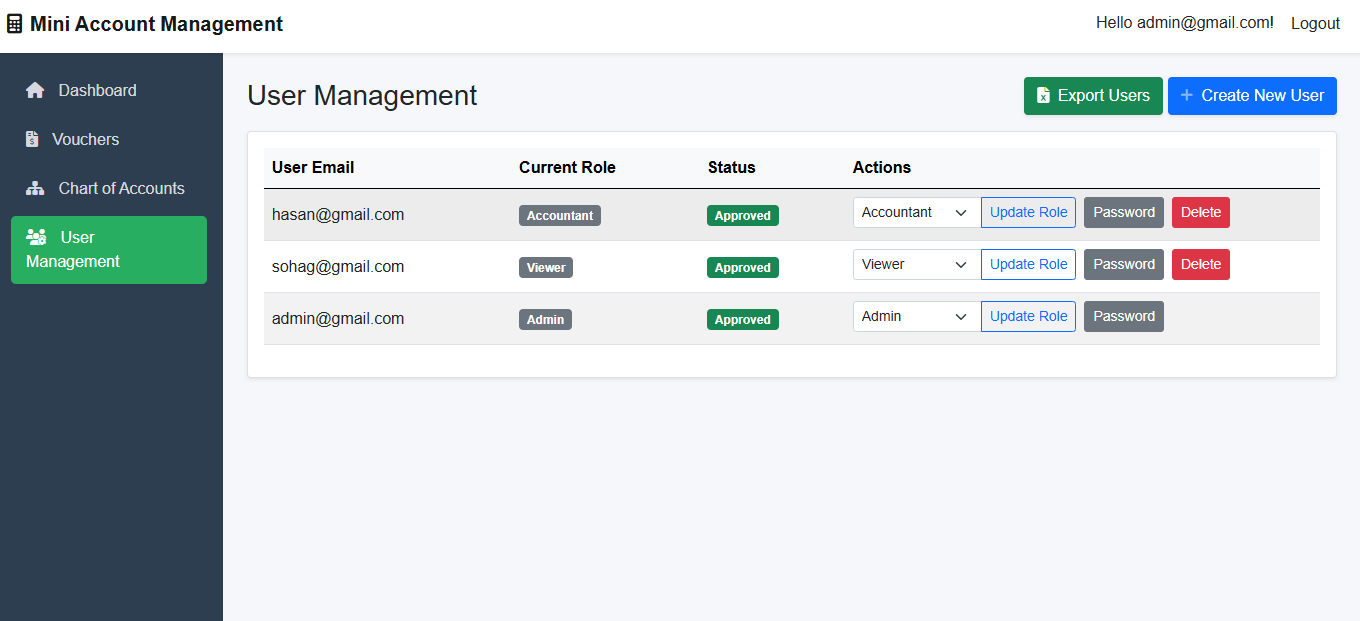 Mini Account Management
Hello admin@gmail.com! Logout
Dashboard
Vouchers
Chart of Accounts
User
Management
User Management
Export Users
Create New User
User Email Current Role Status Actions
hasan@gmail.com Accountant Approved Accountant Update Role Password Delete
sohag@gmail.com Viewer Approved Viewer Update Role Password Delete
admin@gmail.com Admin Approved Admin Update Role Password